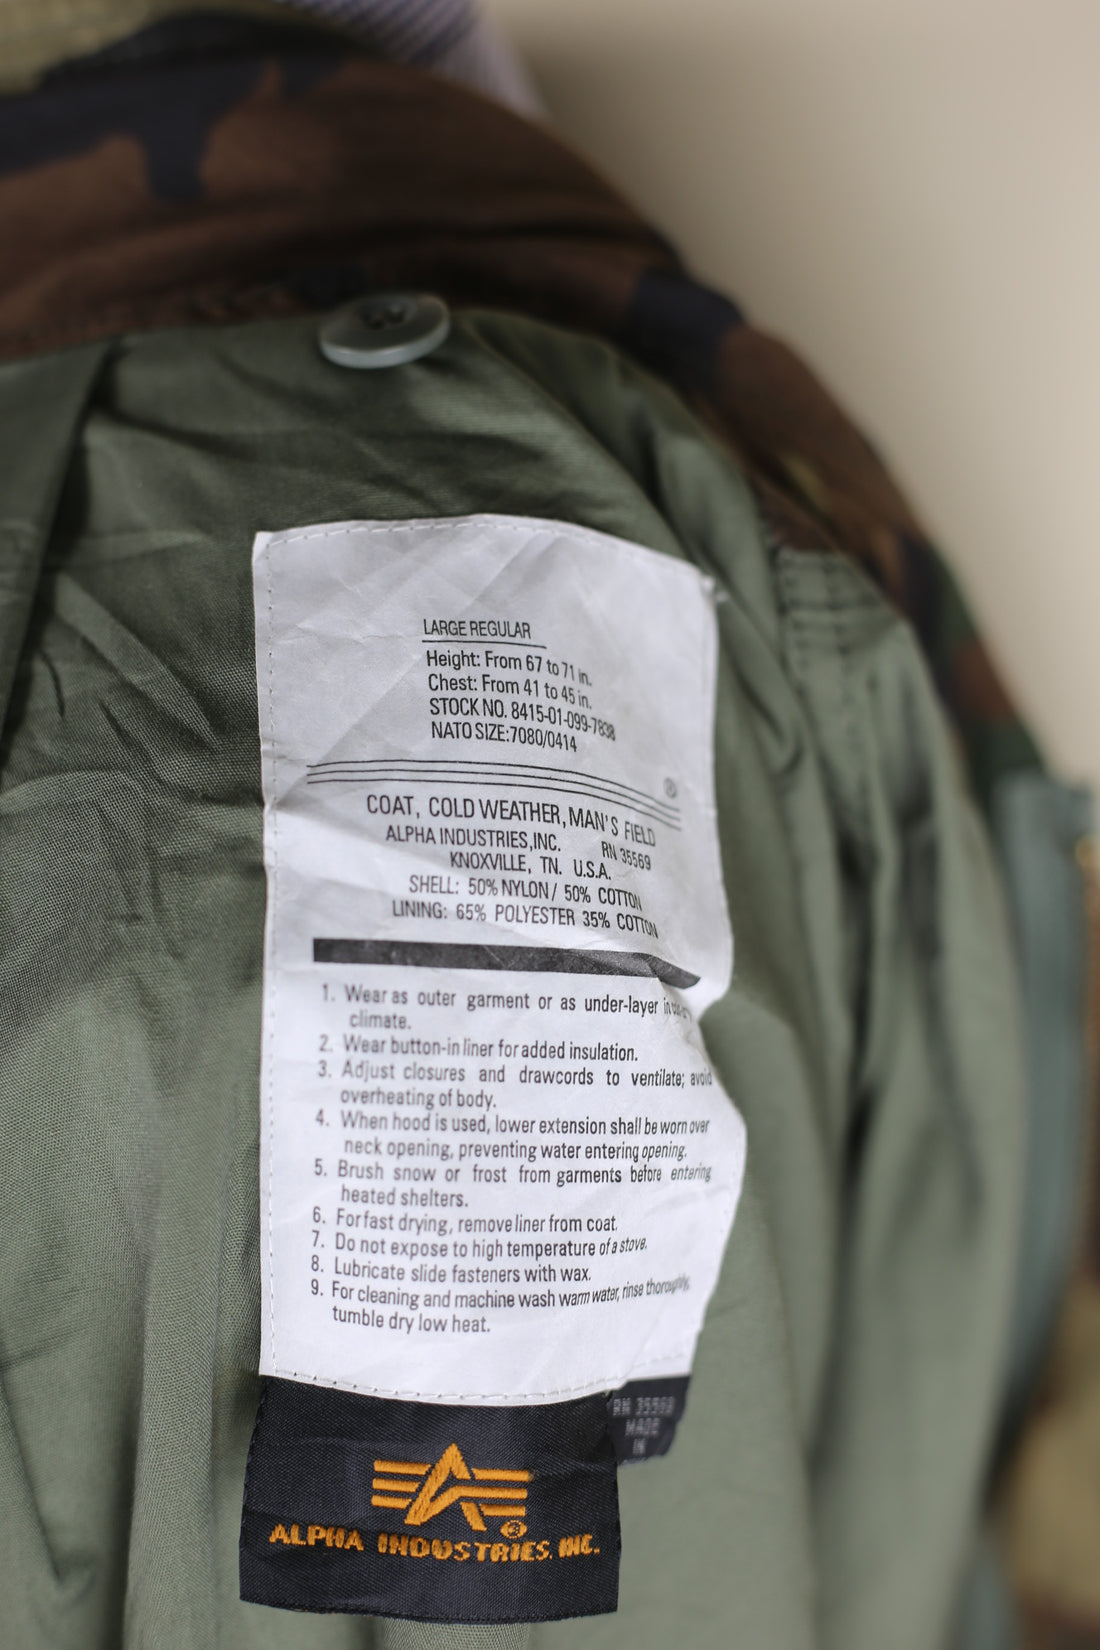 LARGE REGULAR
Height: From 67 to 71 in.
Chest: From 41 to 45 in.
STOCK NO. 8415-01-099-7838
NATO SIZE:7080/0414
®
COAT, COLD WEATHER, MAN'S FIELD
ALPHA INDUSTRIES,INC. RN 35569
KNOXVILLE, TN. U.S.A.
SHELL: 50% NYLON / 50% COTTON
LINING: 65% POLYESTER 35% COTTON
1. Wear as outer garment or as under-layer in
climate.
2. Wear button-in liner for added insulation.
3. Adjust closures and drawcords to ventilate; avoid
overheating of body.
4. When hood is used, lower extension shall be worn over
neck opening, preventing water entering opening.
5. Brush snow or frost from garments before entering
heated shelters.
6. For fast drying, remove liner from coat.
7. Do not expose to high temperature of a stove.
8. Lubricate slide fasteners with wax.
9. For cleaning and machine wash warm water, rinse thoroughly,
tumble dry low heat.
RN 35569
MADE
IN
ALPHA INDUSTRIES. INC.